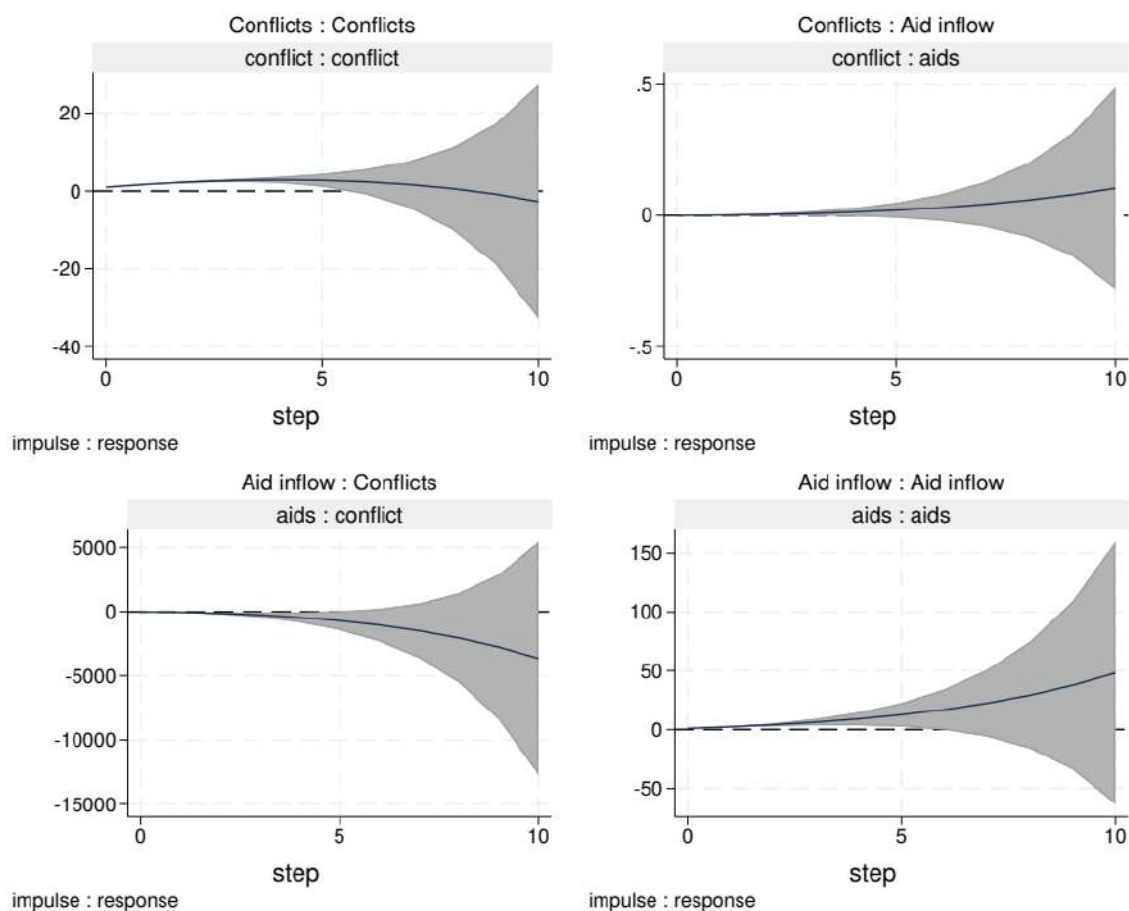 Conflicts : Conflicts
conflict : conflict
20
0
-20
-40
0 5 10
step
impulse : response
Conflicts : Aid inflow
conflict : aids
.5
0
-.5
0 5 10
step
impulse : response
Aid inflow : Conflicts
aids : conflict
5000
0
-5000
-10000
-15000
0 5 10
step
impulse : response
Aid inflow : Aid inflow
aids : aids
150
100
50
0
-50
0 5 10
step
impulse : response